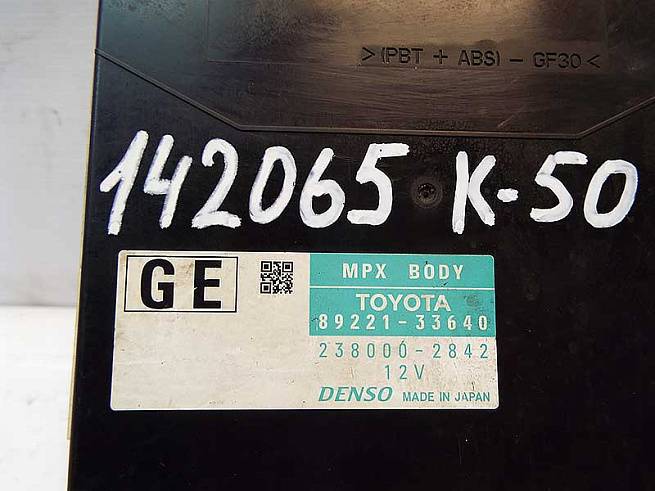 >(PBT + ABS)-GF30<
142065 K-50
GE
MPX BODY
TOYOTA
89221-33640
238000-2842
12V
DENSO MADE IN JAPAN